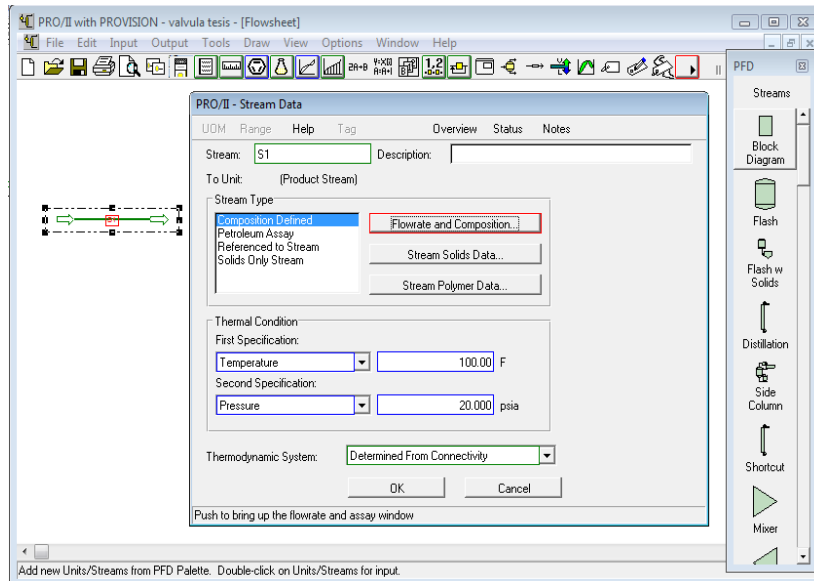 PRO/II with PROVISION - valvula tesis - [Flowsheet]
File Edit Input Output Tools Draw View Options Window Help
PFD
Streams
Block
Diagram
Flash
Flash w
Solids
Distillation
Side
Column
Shortcut
Mixer
PRO/II - Stream Data
UOM Range Help Tag Overview Status Notes
Stream: S1 Description:
To Unit: (Product Stream)
Stream Type
Composition Defined
Petroleum Assay
Referenced to Stream
Solids Only Stream
Flowrate and Composition...
Stream Solids Data...
Stream Polymer Data...
Thermal Condition
First Specification:
Temperature 100.00 F
Second Specification:
Pressure 20.000 psia
Thermodynamic System: Determined From Connectivity
OK Cancel
Push to bring up the flowrate and assay window
Add new Units/Streams from PFD Palette. Double-click on Units/Streams for input.